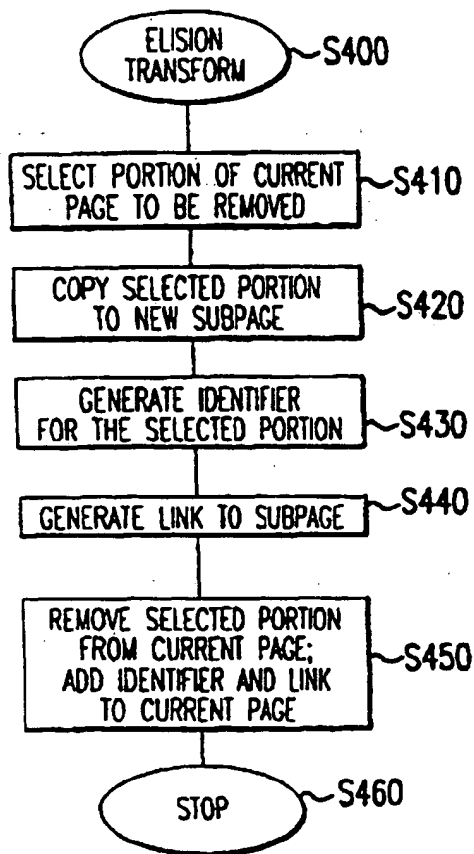 ELISION
TRANSFORM
S400
SELECT PORTION OF CURRENT
PAGE TO BE REMOVED
S410
COPY SELECTED PORTION
TO NEW SUBPAGE
S420
GENERATE IDENTIFIER
FOR THE SELECTED PORTION
S430
GENERATE LINK TO SUBPAGE
S440
REMOVE SELECTED PORTION
FROM CURRENT PAGE;
ADD IDENTIFIER AND LINK
TO CURRENT PAGE
S450
STOP
S460